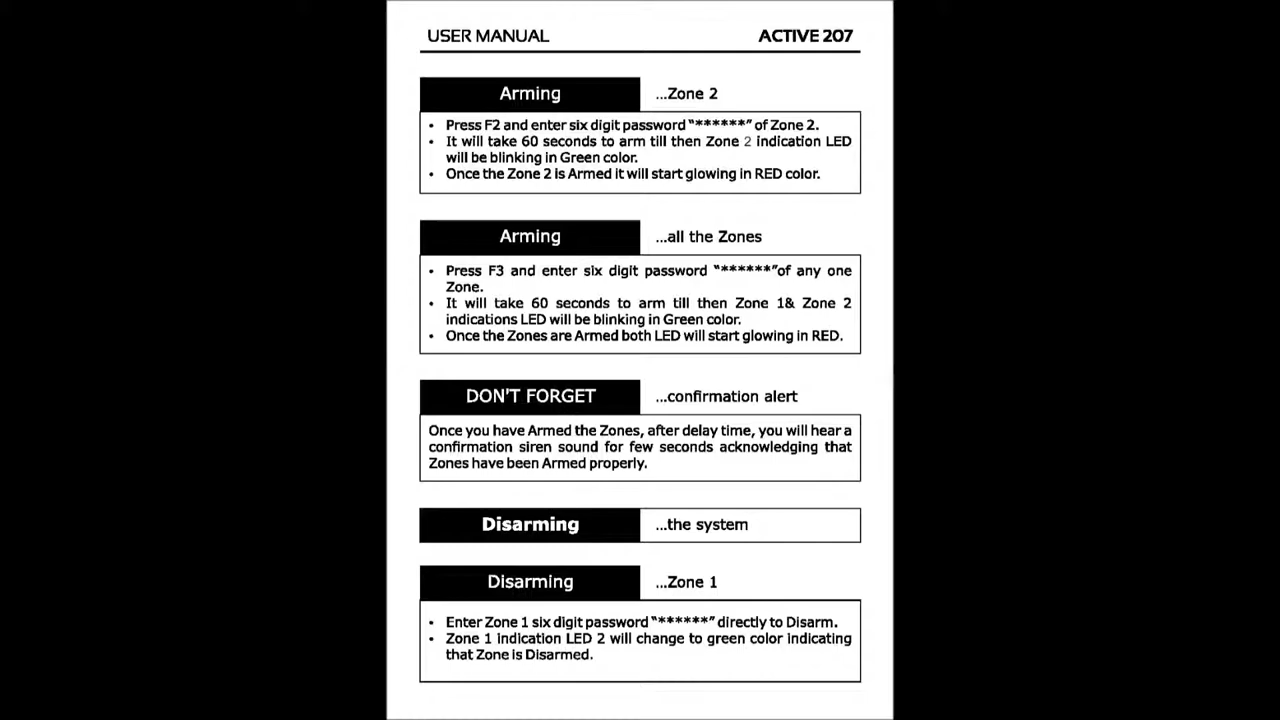 USER MANUAL ACTIVE 207
Arming ...Zone 2
• Press F2 and enter six digit password "******" of Zone 2.
• It will take 60 seconds to arm till then Zone 2 indication LED
will be blinking in Green color.
• Once the Zone 2 is Armed it will start glowing in RED color.
Arming ...all the Zones
• Press F3 and enter six digit password "******"of any one
Zone.
• It will take 60 seconds to arm till then Zone 1& Zone 2
indications LED will be blinking in Green color.
• Once the Zones are Armed both LED will start glowing in RED.
DON'T FORGET ...confirmation alert
Once you have Armed the Zones, after delay time, you will hear a
confirmation siren sound for few seconds acknowledging that
Zones have been Armed properly.
Disarming ...the system
Disarming ...Zone 1
• Enter Zone 1 six digit password "******" directly to Disarm.
• Zone 1 indication LED 2 will change to green color indicating
that Zone is Disarmed.